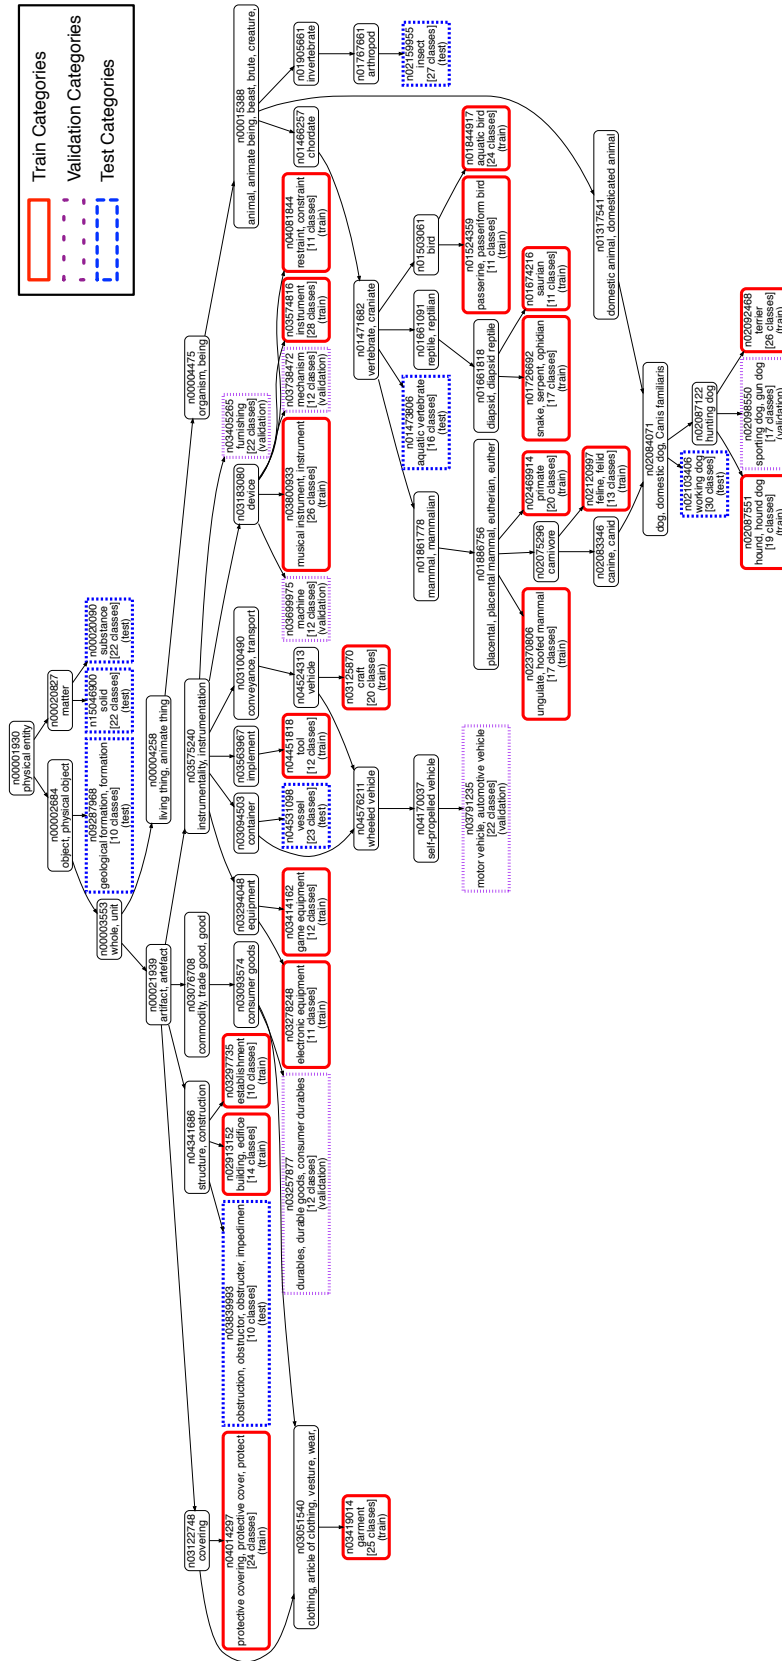 Train Categories
Validation Categories
Test Categories
n00001930
physical entity
n00002684
object, physical object
n00020827
matter
n00003553
whole, unit
n09287968
geological formation, formation
[10 classes]
(test)
n15046900
solid
[22 classes]
(test)
n00020090
substance
[22 classes]
(test)
n00021939
artifact, artefact
n00004258
living thing, animate thing
n03122748
covering
n04341686
structure, construction
n03076708
commodity, trade good, good
n03575240
instrumentality, instrumentation
n00004475
organism, being
n04014297
protective covering, protective cover, protect
[24 classes]
(train)
n03839993
obstruction, obstructor, obstructer, impedimen
[10 classes]
(test)
n02913152
building, edifice
[14 classes]
(train)
n03297735
establishment
[10 classes]
(train)
n03093574
consumer goods
n03294048
equipment
n03094503
container
n03563967
implement
n03100490
conveyance, transport
n03183080
device
n03405265
furnishing
[22 classes]
(validation)
n00015388
animal, animate being, beast, brute, creature,
n03051540
clothing, article of clothing, vesture, wear,
n03257877
durables, durable goods, consumer durables
[12 classes]
(validation)
n03278248
electronic equipment
[11 classes]
(train)
n03414162
game equipment
[12 classes]
(train)
n04531098
vessel
[23 classes]
(test)
n04451818
tool
[12 classes]
(train)
n04524313
vehicle
n03699975
machine
[12 classes]
(validation)
n03800933
musical instrument, instrument
[26 classes]
(train)
n03738472
mechanism
[12 classes]
(validation)
n03574816
instrument
[28 classes]
(train)
n04081844
restraint, constraint
[11 classes]
(train)
n01466257
chordate
n01905661
invertebrate
n03419014
garment
[25 classes]
(train)
n04576211
wheeled vehicle
n03125870
craft
[20 classes]
(train)
n01471682
vertebrate, craniate
n01767661
arthropod
n04170037
self-propelled vehicle
n01861778
mammal, mammalian
n01473806
aquatic vertebrate
[16 classes]
(test)
n01661091
reptile, reptilian
n01503061
bird
n02159955
insect
[27 classes]
(test)
n03791235
motor vehicle, automotive vehicle
[22 classes]
(validation)
n01886756
placental, placental mammal, eutherian, euther
n01661818
diapsid, diapsid reptile
n01524359
passerine, passeriform bird
[11 classes]
(train)
n01844917
aquatic bird
[24 classes]
(train)
n02370806
ungulate, hoofed mammal
[17 classes]
(train)
n02075296
carnivore
n02469914
primate
[20 classes]
(train)
n01726692
snake, serpent, ophidian
[17 classes]
(train)
n01674216
saurian
[11 classes]
(train)
n02083346
canine, canid
n02120997
feline, felid
[13 classes]
(train)
n01317541
domestic animal, domesticated animal
n02084071
dog, domestic dog, Canis familiaris
n02103406
working dog
[30 classes]
(test)
n02087122
hunting dog
n02087551
hound, hound dog
[19 classes]
(train)
n02098550
sporting dog, gun dog
[17 classes]
(validation)
n02092468
terrier
[26 classes]
(train)